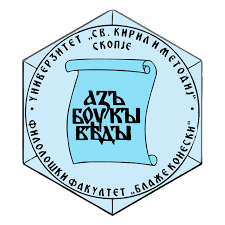 УНИВЕРЗИТЕТ „СВ. КИРИЛ И МЕТОДИЈ“
СКОПЈЕ
АЗЪ
БОУКЫ
ВѢДЫ
ФИЛОЛОШКИ ФАКУЛТЕТ „БЛАЖЕ КОНЕСКИ“